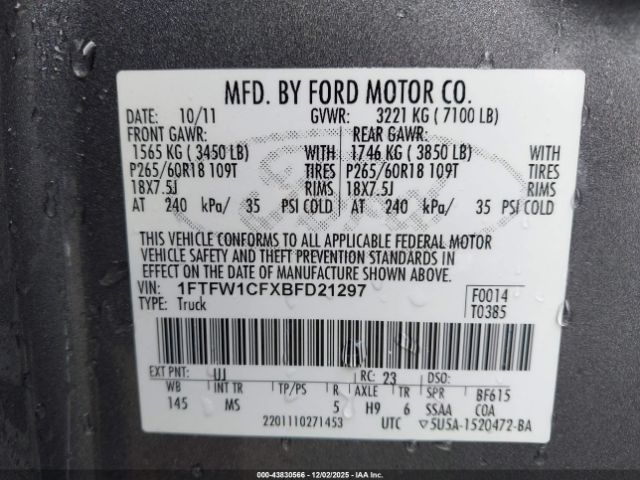 MFD. BY FORD MOTOR CO.
DATE: 10/11 GVWR: 3221 KG ( 7100 LB)
FRONT GAWR: REAR GAWR:
1565 KG ( 3450 LB) WITH 1746 KG ( 3850 LB) WITH
P265/60R18 109T TIRES P265/60R18 109T TIRES
18X7.5J RIMS 18X7.5J RIMS
AT 240 kPa/ 35 PSI COLD AT 240 kPa/ 35 PSI COLD
THIS VEHICLE CONFORMS TO ALL APPLICABLE FEDERAL MOTOR
VEHICLE SAFETY AND THEFT PREVENTION STANDARDS IN
EFFECT ON THE DATE OF MANUFACTURE SHOWN ABOVE.
VIN: 1FTFW1CFXBFD21297 F0014
TYPE: Truck T0385
EXT PNT: UJ RC: 23 DSO:
WB INT TR TP/PS R AXLE TR SPR BF615
145 MS 5 H9 6 SSAA COA
2201110271453 UTC ▽5U5A-1520472-BA
000-43830566 - 12/02/2025 - IAA Inc.